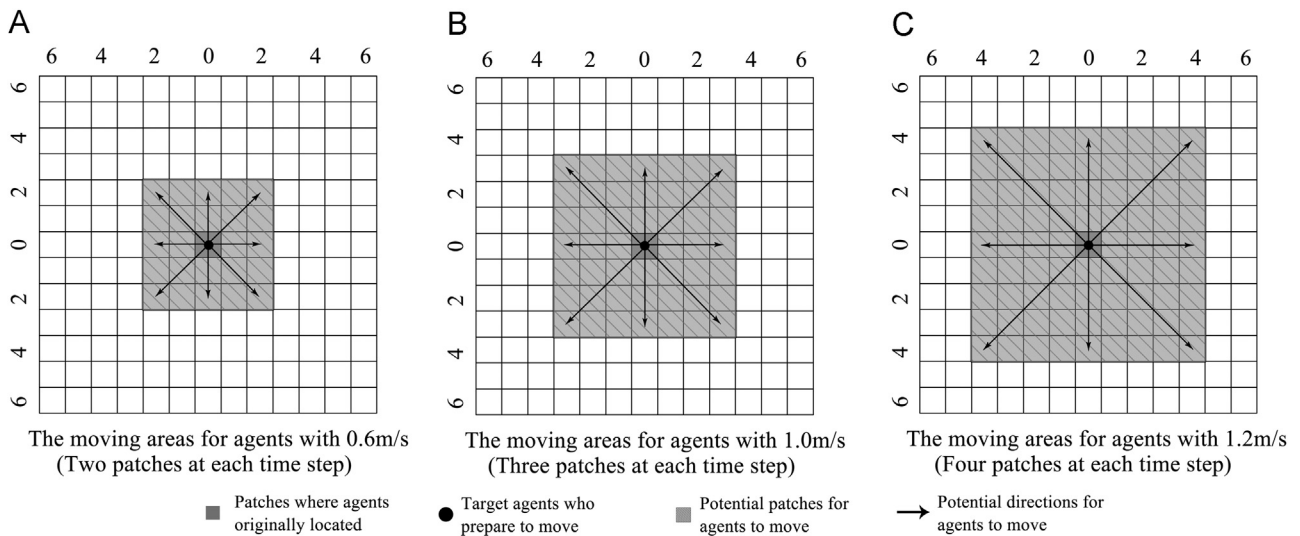 A
6 4 2 0 2 4 6
6
4
2
0
2
4
6
The moving areas for agents with 0.6m/s
(Two patches at each time step)
B
6 4 2 0 2 4 6
6
4
2
0
2
4
6
The moving areas for agents with 1.0m/s
(Three patches at each time step)
C
6 4 2 0 2 4 6
6
4
2
0
2
4
6
The moving areas for agents with 1.2m/s
(Four patches at each time step)
Patches where agents
originally located
Target agents who
prepare to move
Potential patches for
agents to move
Potential directions for
agents to move